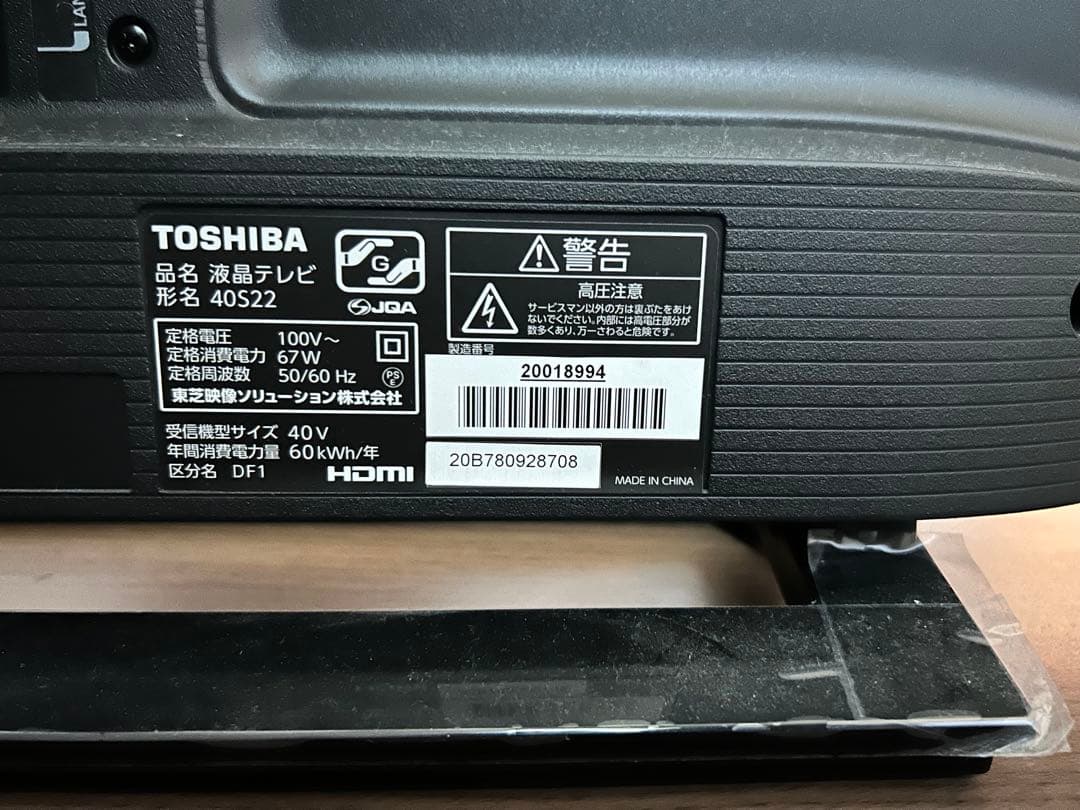 LAN
TOSHIBA
品名 液晶テレビ
形名 40S22
G
JQA
定格電圧 100V～
定格消費電力 67W
定格周波数 50/60 Hz
PS
E
東芝映像ソリューション株式会社
受信機型サイズ 40V
年間消費電力量 60kWh/年
区分名 DF1
HDMI
警告
高圧注意
サービスマン以外の方は裏ぶたをあけ
ないでください。内部には高電圧部分が
数多くあり、万一さわると危険です。
製造番号
20018994
20B780928708
MADE IN CHINA